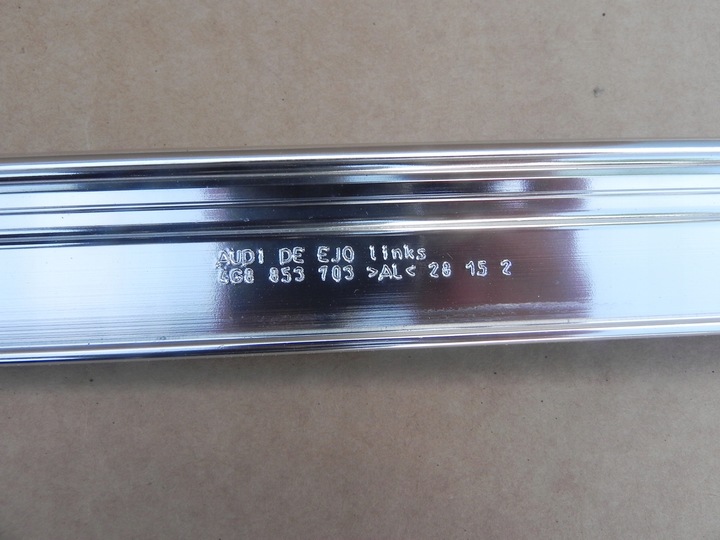 AUDI DE EJO links
4G8 853 703 >AL< 28 15 2